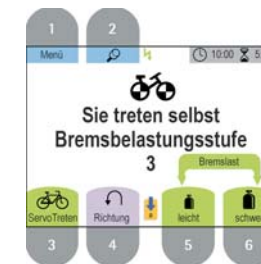 1 2
Menü 10:00 5
Sie treten selbst
Bremsbelastungsstufe
3 Bremslast
ServoTreten Richtung leicht schwe
3 4 5 6